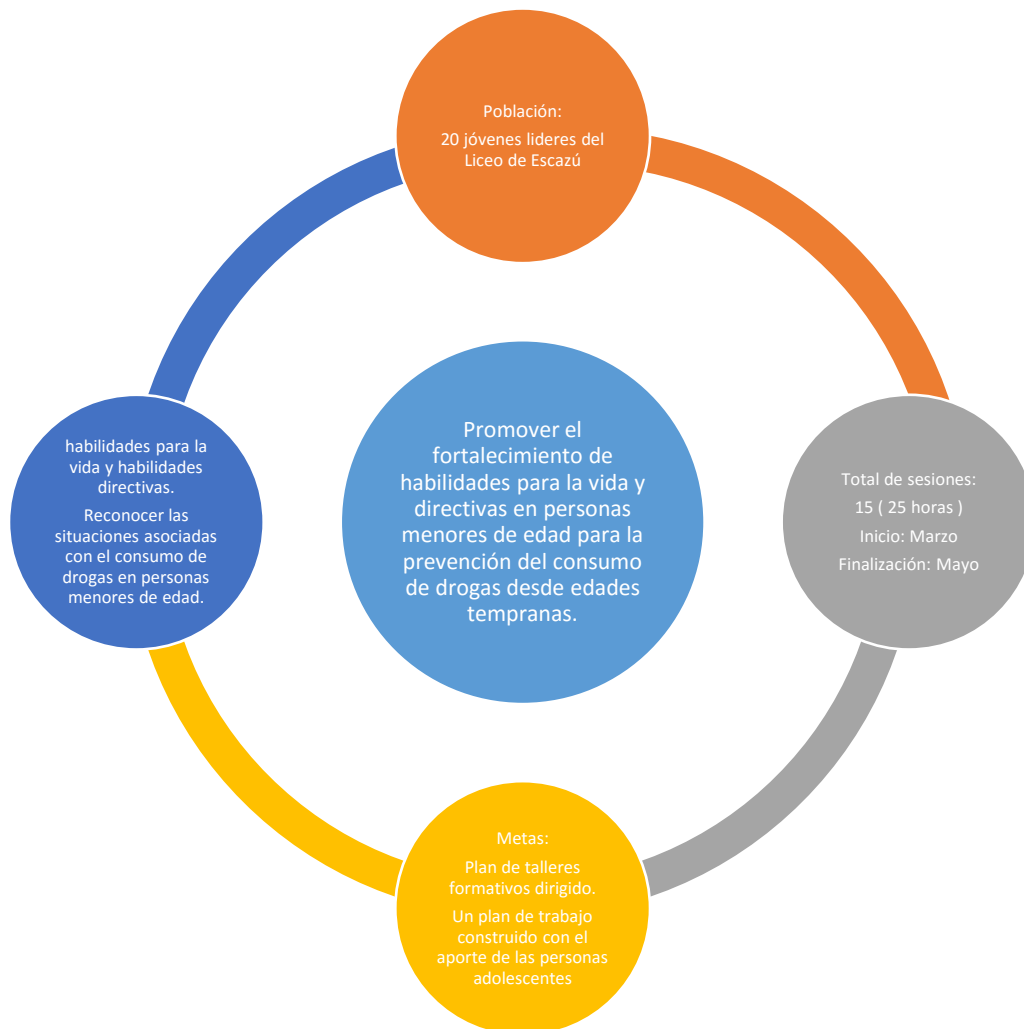 Población:
20 jóvenes lideres del
Liceo de Escazú
Total de sesiones:
15 ( 25 horas )
Inicio: Marzo
Finalización: Mayo
Metas:
Plan de talleres
formativos dirigido.
Un plan de trabajo
construido con el
aporte de las personas
adolescentes
habilidades para la
vida y habilidades
directivas.
Reconocer las
situaciones asociadas
con el consumo de
drogas en personas
menores de edad.
Promover el
fortalecimiento de
habilidades para la vida y
directivas en personas
menores de edad para la
prevención del consumo
de drogas desde edades
tempranas.